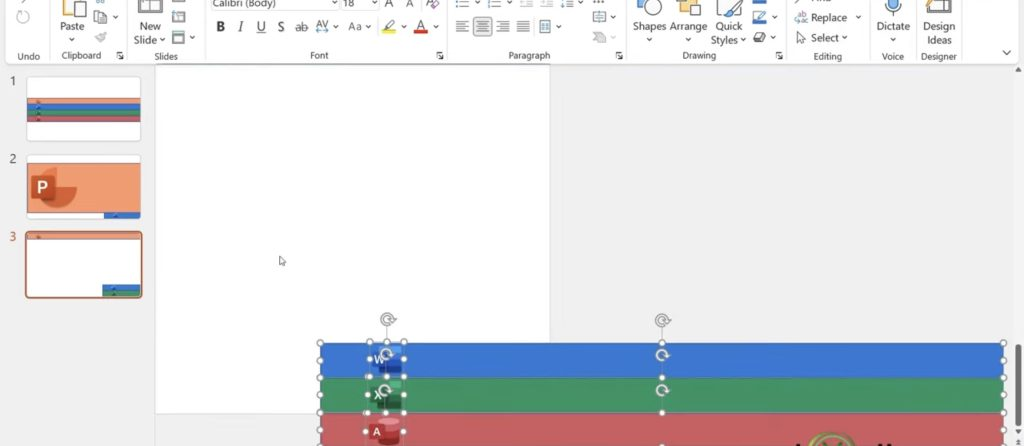 Calibri (Body) 18 A A
Paste New Slide B I U S ab AV Aa A Shapes Arrange Quick Styles Replace Select Dictate Design Ideas
Undo Clipboard Slides Font Paragraph Drawing Editing Voice Designer
1
2
P
3
W
X
A